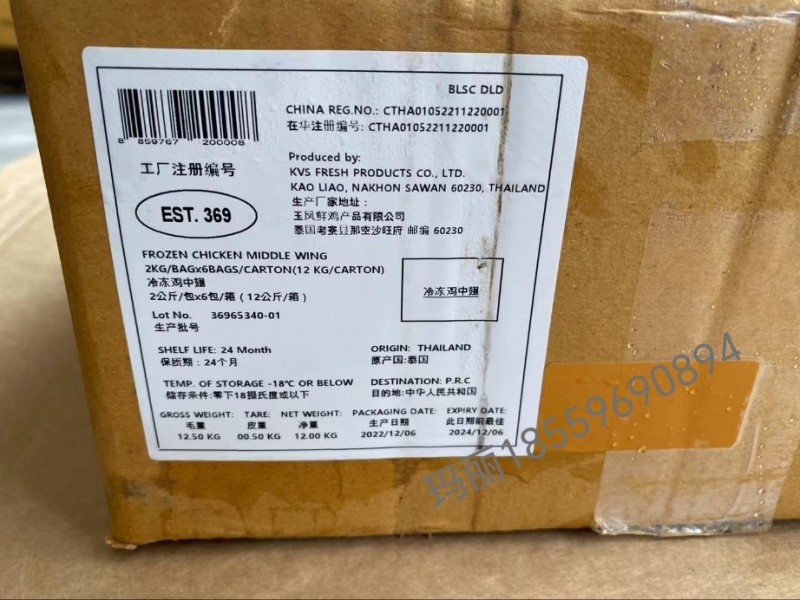 BLSC DLD
CHINA REG.NO.: CTHA01052211220001
在华注册编号: CTHA01052211220001
8 859767 200008
工厂注册编号
EST. 369
Produced by:
KVS FRESH PRODUCTS CO., LTD.
KAO LIAO, NAKHON SAWAN 60230, THAILAND
生产厂家地址:
玉凤鲜鸡产品有限公司
泰国考寮县那空沙旺府 邮编 60230
FROZEN CHICKEN MIDDLE WING
2KG/BAGx6BAGS/CARTON(12 KG/CARTON)
冷冻鸡中翅
2公斤/包x6包/箱 (12公斤/箱)
冷冻鸡中翅
Lot No. 36965340-01
生产批号
SHELF LIFE: 24 Month
保质期: 24个月
ORIGIN: THAILAND
原产国:泰国
TEMP. OF STORAGE -18℃ OR BELOW
儲存条件:零下18摄氏度或以下
DESTINATION: P.R.C
目的地:中华人民共和国
GROSS WEIGHT: TARE: NET WEIGHT: PACKAGING DATE: EXPIRY DATE:
毛重 皮重 净重 生产日期 此日期前最佳
12.50 KG 00.50 KG 12.00 KG 2022/12/06 2024/12/06
玛丽18559690894